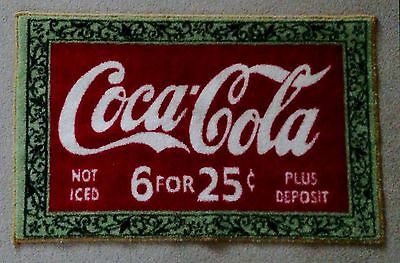 Coca-Cola
NOT ICED
6 FOR 25¢
PLUS DEPOSIT